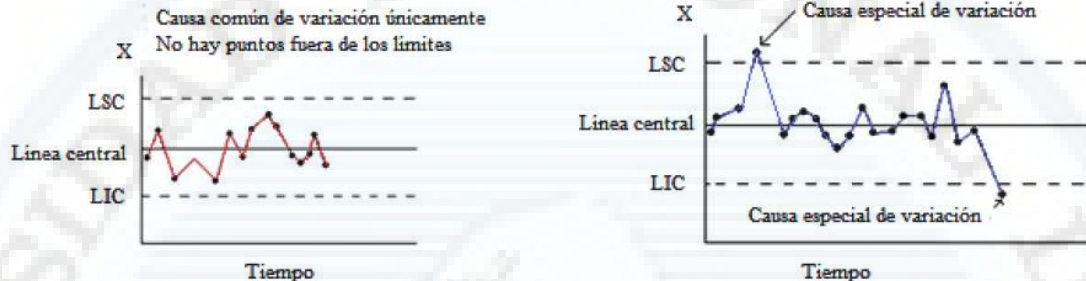 Causa común de variación únicamente
No hay puntos fuera de los límites
X
LSC
Línea central
LIC
Tiempo
X
Causa especial de variación
LSC
Línea central
LIC
Causa especial de variación
Tiempo